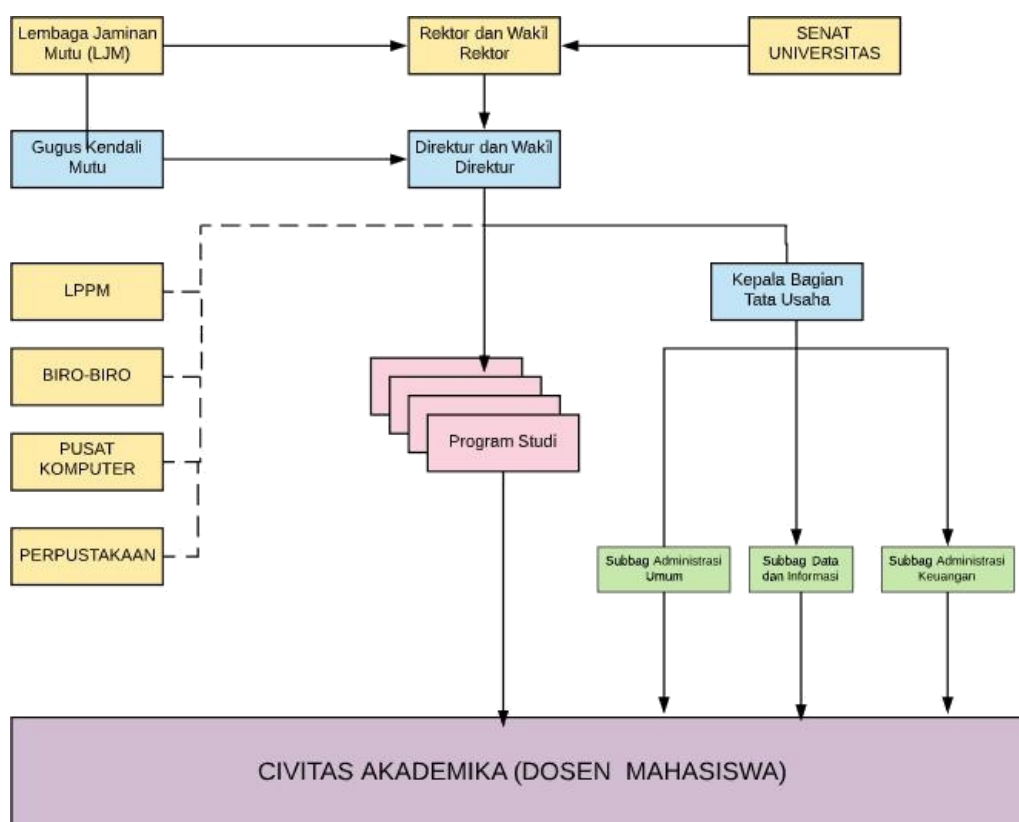 Lembaga Jaminan
Mutu (LJM)
Rektor dan Wakil
Rektor
SENAT
UNIVERSITAS
Gugus Kendali
Mutu
Direktur dan Wakil
Direktur
LPPM
Kepala Bagian
Tata Usaha
BIRO-BIRO
PUSAT
KOMPUTER
Program Studi
PERPUSTAKAAN
Subbag Administrasi
Umum
Subbag Data
dan Informasi
Subbag Administrasi
Keuangan
CIVITAS AKADEMIKA (DOSEN MAHASISWA)